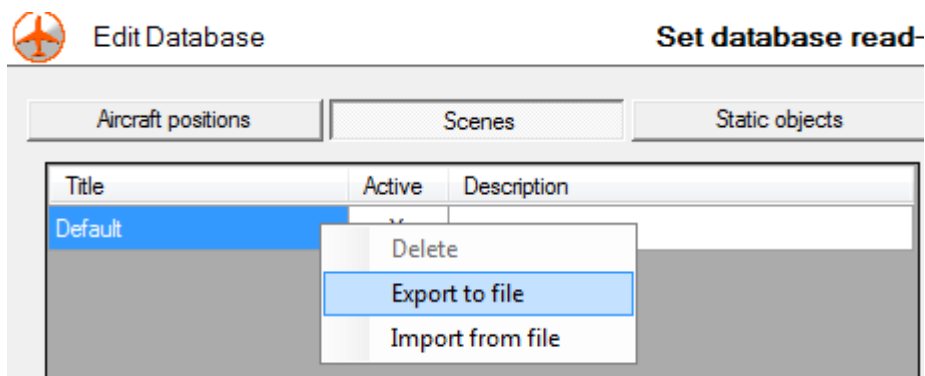 Edit Database
Set database read-
Aircraft positions
Scenes
Static objects
Title Active Description
Default
Delete
Export to file
Import from file